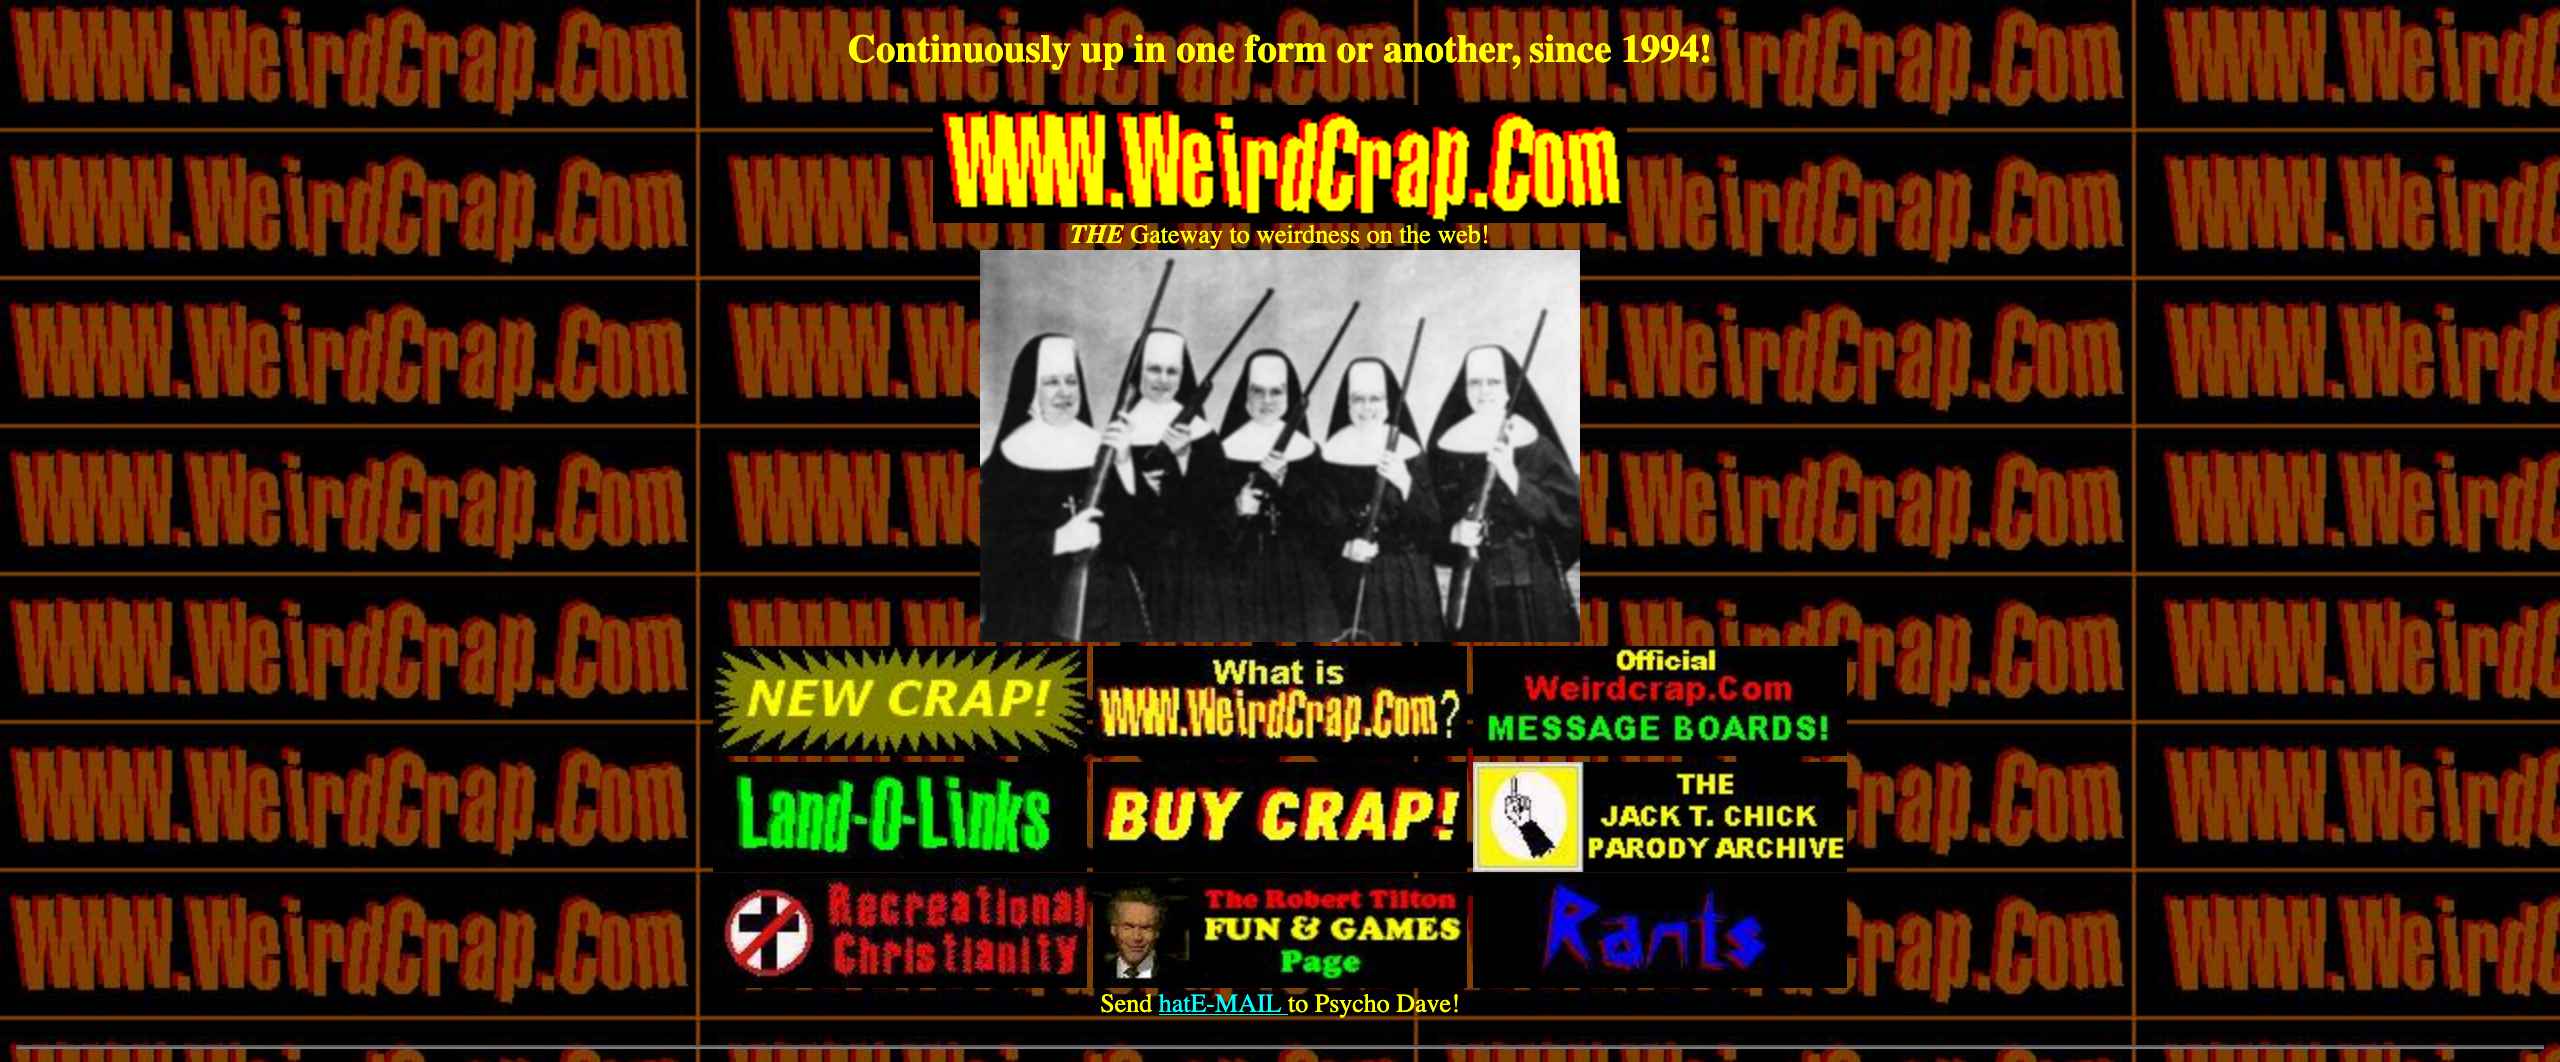 Continuously up in one form or another, since 1994!
WWW.WeirdCrap.Com
THE Gateway to weirdness on the web!
NEW CRAP!
What is
WWW.WeirdCrap.Com?
Official
Weirdcrap.Com
MESSAGE BOARDS!
Land-O-Links
BUY CRAP!
THE
JACK T. CHICK
PARODY ARCHIVE
Recreational
Christianity
The Robert Tilton
FUN & GAMES
Page
Rants
Send hatE-MAIL to Psycho Dave!